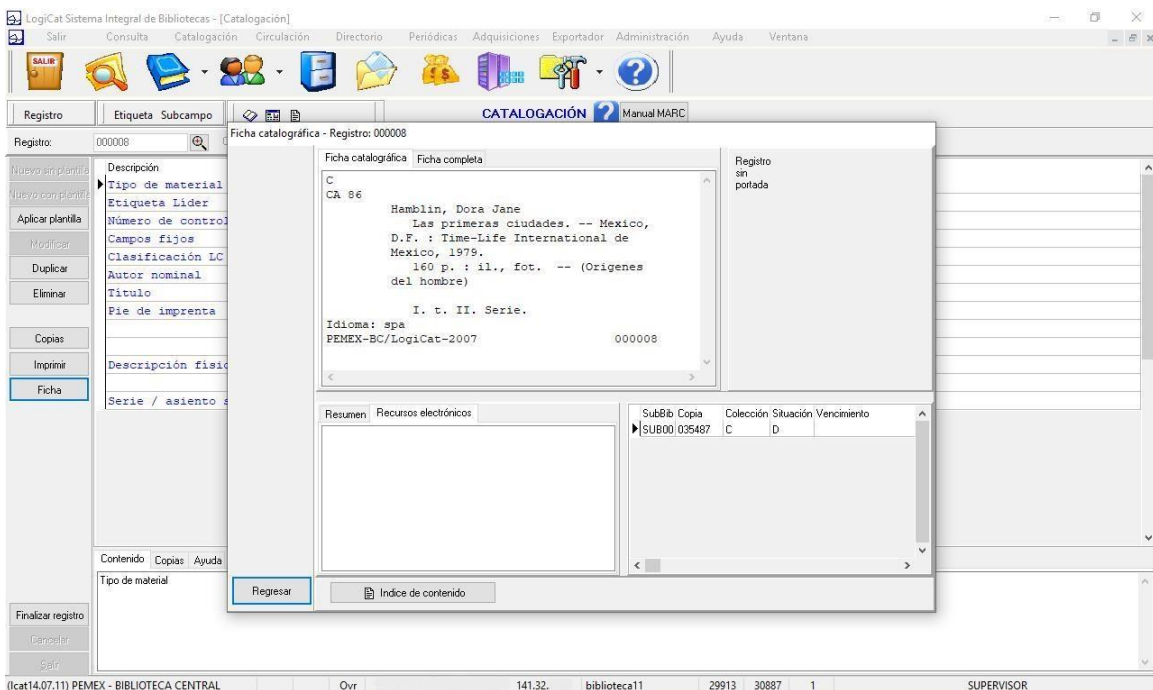 LogiCat Sistema Integral de Bibliotecas - [Catalogación]
Salir Consulta Catalogación Circulación Directorio Periódicas Adquisiciones Exportador Administración Ayuda Ventana
SALIR
Registro Etiqueta Subcampo CATALOGACIÓN Manual MARC
Registro: 000008
Ficha catalográfica - Registro: 000008
Nuevo sin plantilla
Nuevo con plantilla
Aplicar plantilla
Modificar
Duplicar
Eliminar
Copias
Imprimir
Ficha
Descripción
Tipo de material
Etiqueta Líder
Número de control
Campos fijos
Clasificación LC
Autor nominal
Título
Pie de imprenta
Descripción físic
Serie / asiento s
Ficha catalográfica Ficha completa
C
CA 86
Hamblin, Dora Jane
Las primeras ciudades. -- Mexico,
D.F. : Time-Life International de
Mexico, 1979.
160 p. : il., fot. -- (Origenes
del hombre)
I. t. II. Serie.
Idioma: spa
PEMEX-BC/LogiCat-2007 000008
Registro
sin
portada
Resumen Recursos electrónicos
SubBib Copia Colección Situación Vencimiento
SUB00 035487 C D
Regresar Indice de contenido
Contenido Copias Ayuda
Tipo de material
Finalizar registro
Cancelar
Salir
(lcat14.07.11) PEMEX - BIBLIOTECA CENTRAL Ovr 141.32. biblioteca11 29913 30887 1 SUPERVISOR